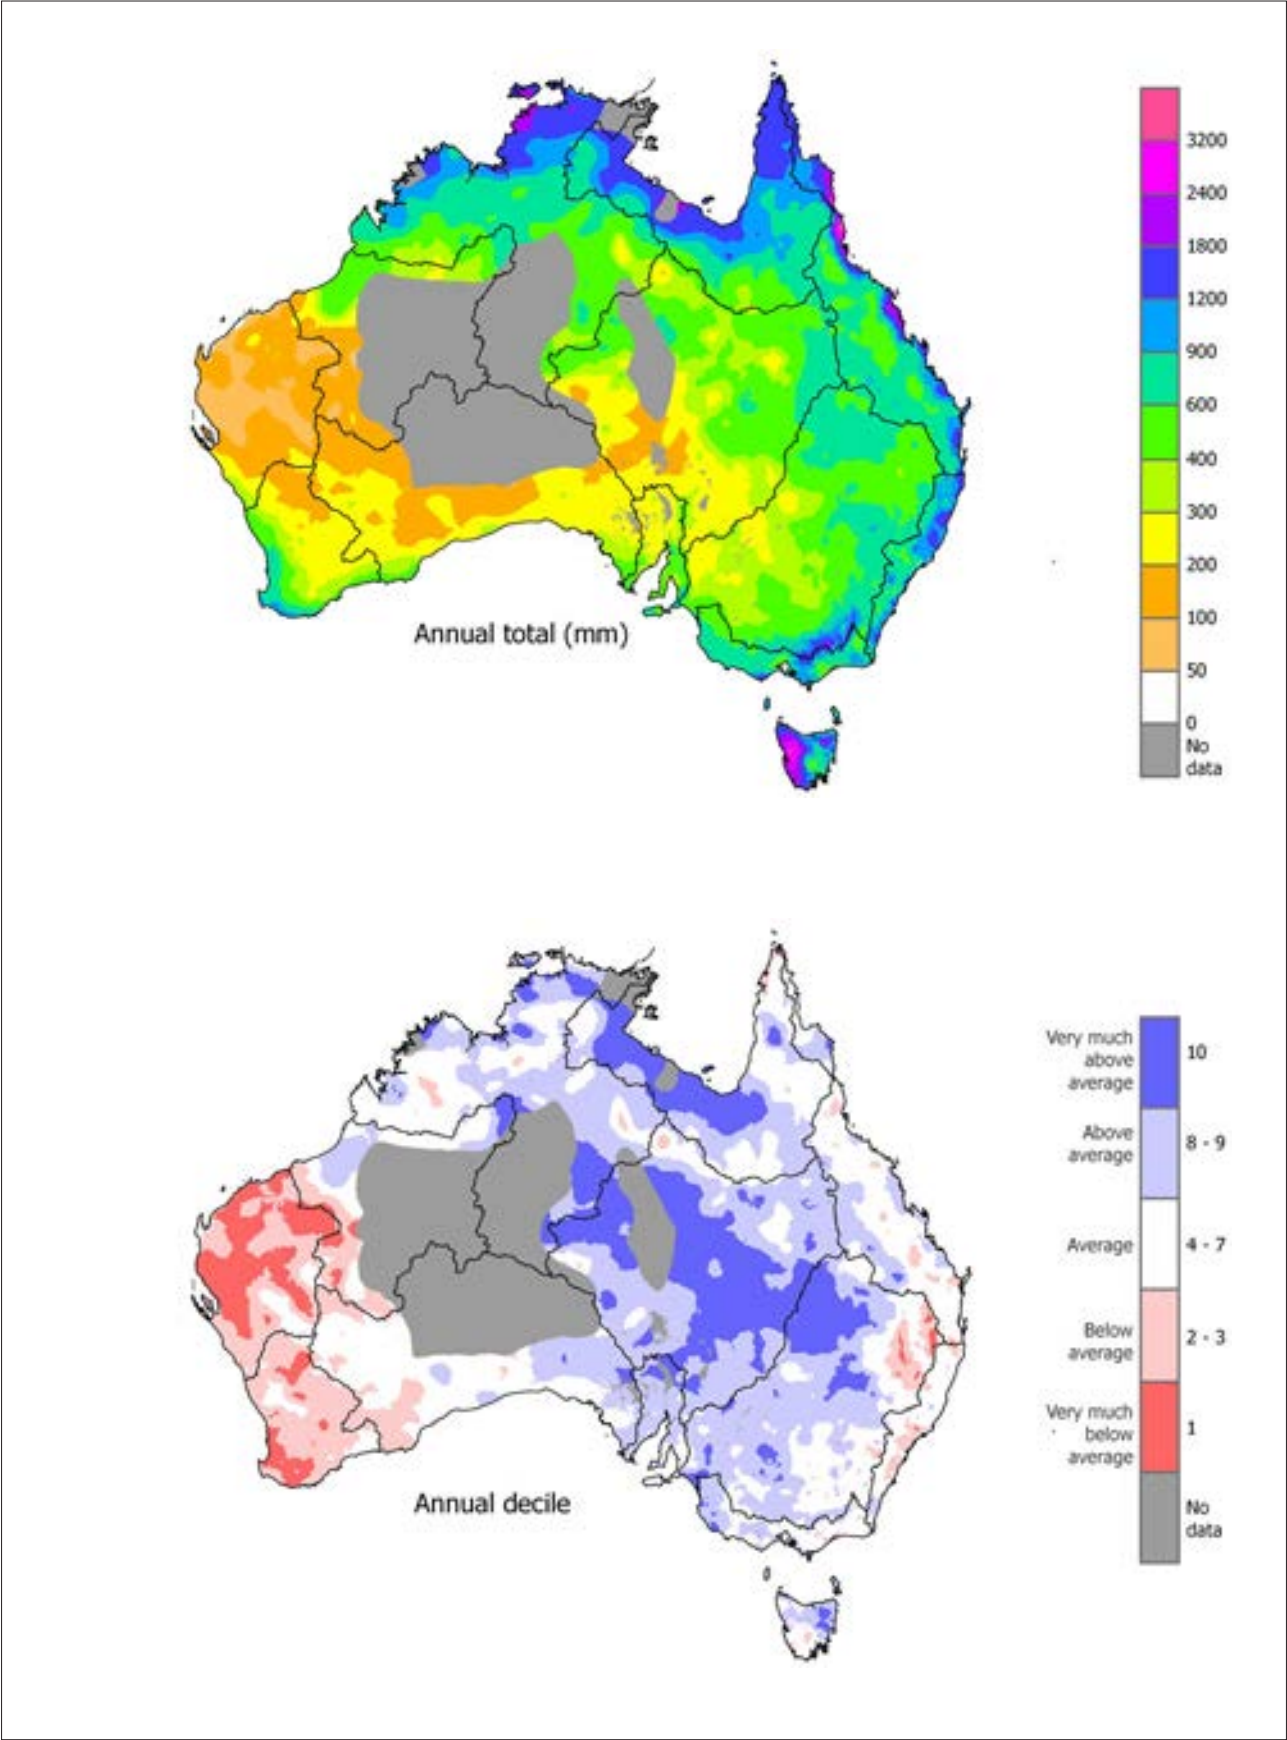 3200
2400
1800
1200
900
600
400
300
200
100
50
0
No
data
Annual total (mm)
Very much
above
average
10
Above
average
8 - 9
Average
4 - 7
Below
average
2 - 3
Very much
below
average
1
No
data
Annual decile